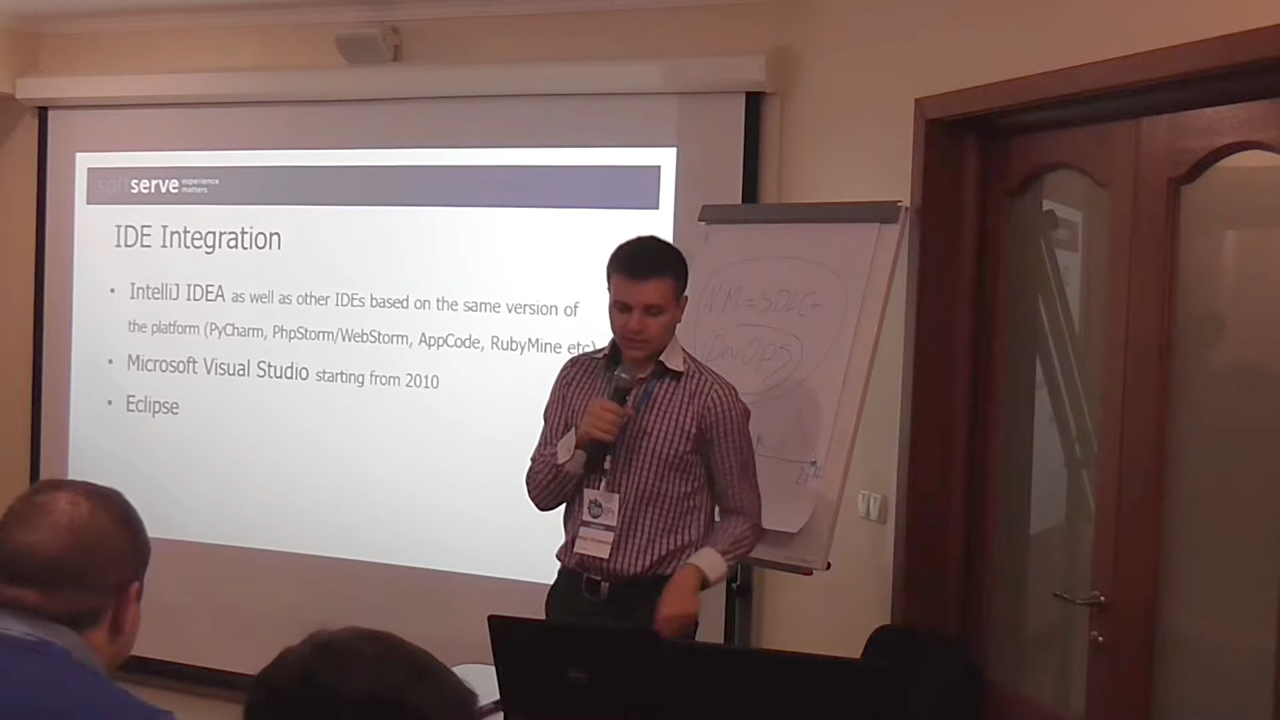 softserve experience
matters
IDE Integration
• IntelliJ IDEA as well as other IDEs based on the same version of
the platform (PyCharm, PhpStorm/WebStorm, AppCode, RubyMine etc)
• Microsoft Visual Studio starting from 2010
• Eclipse
DevOps